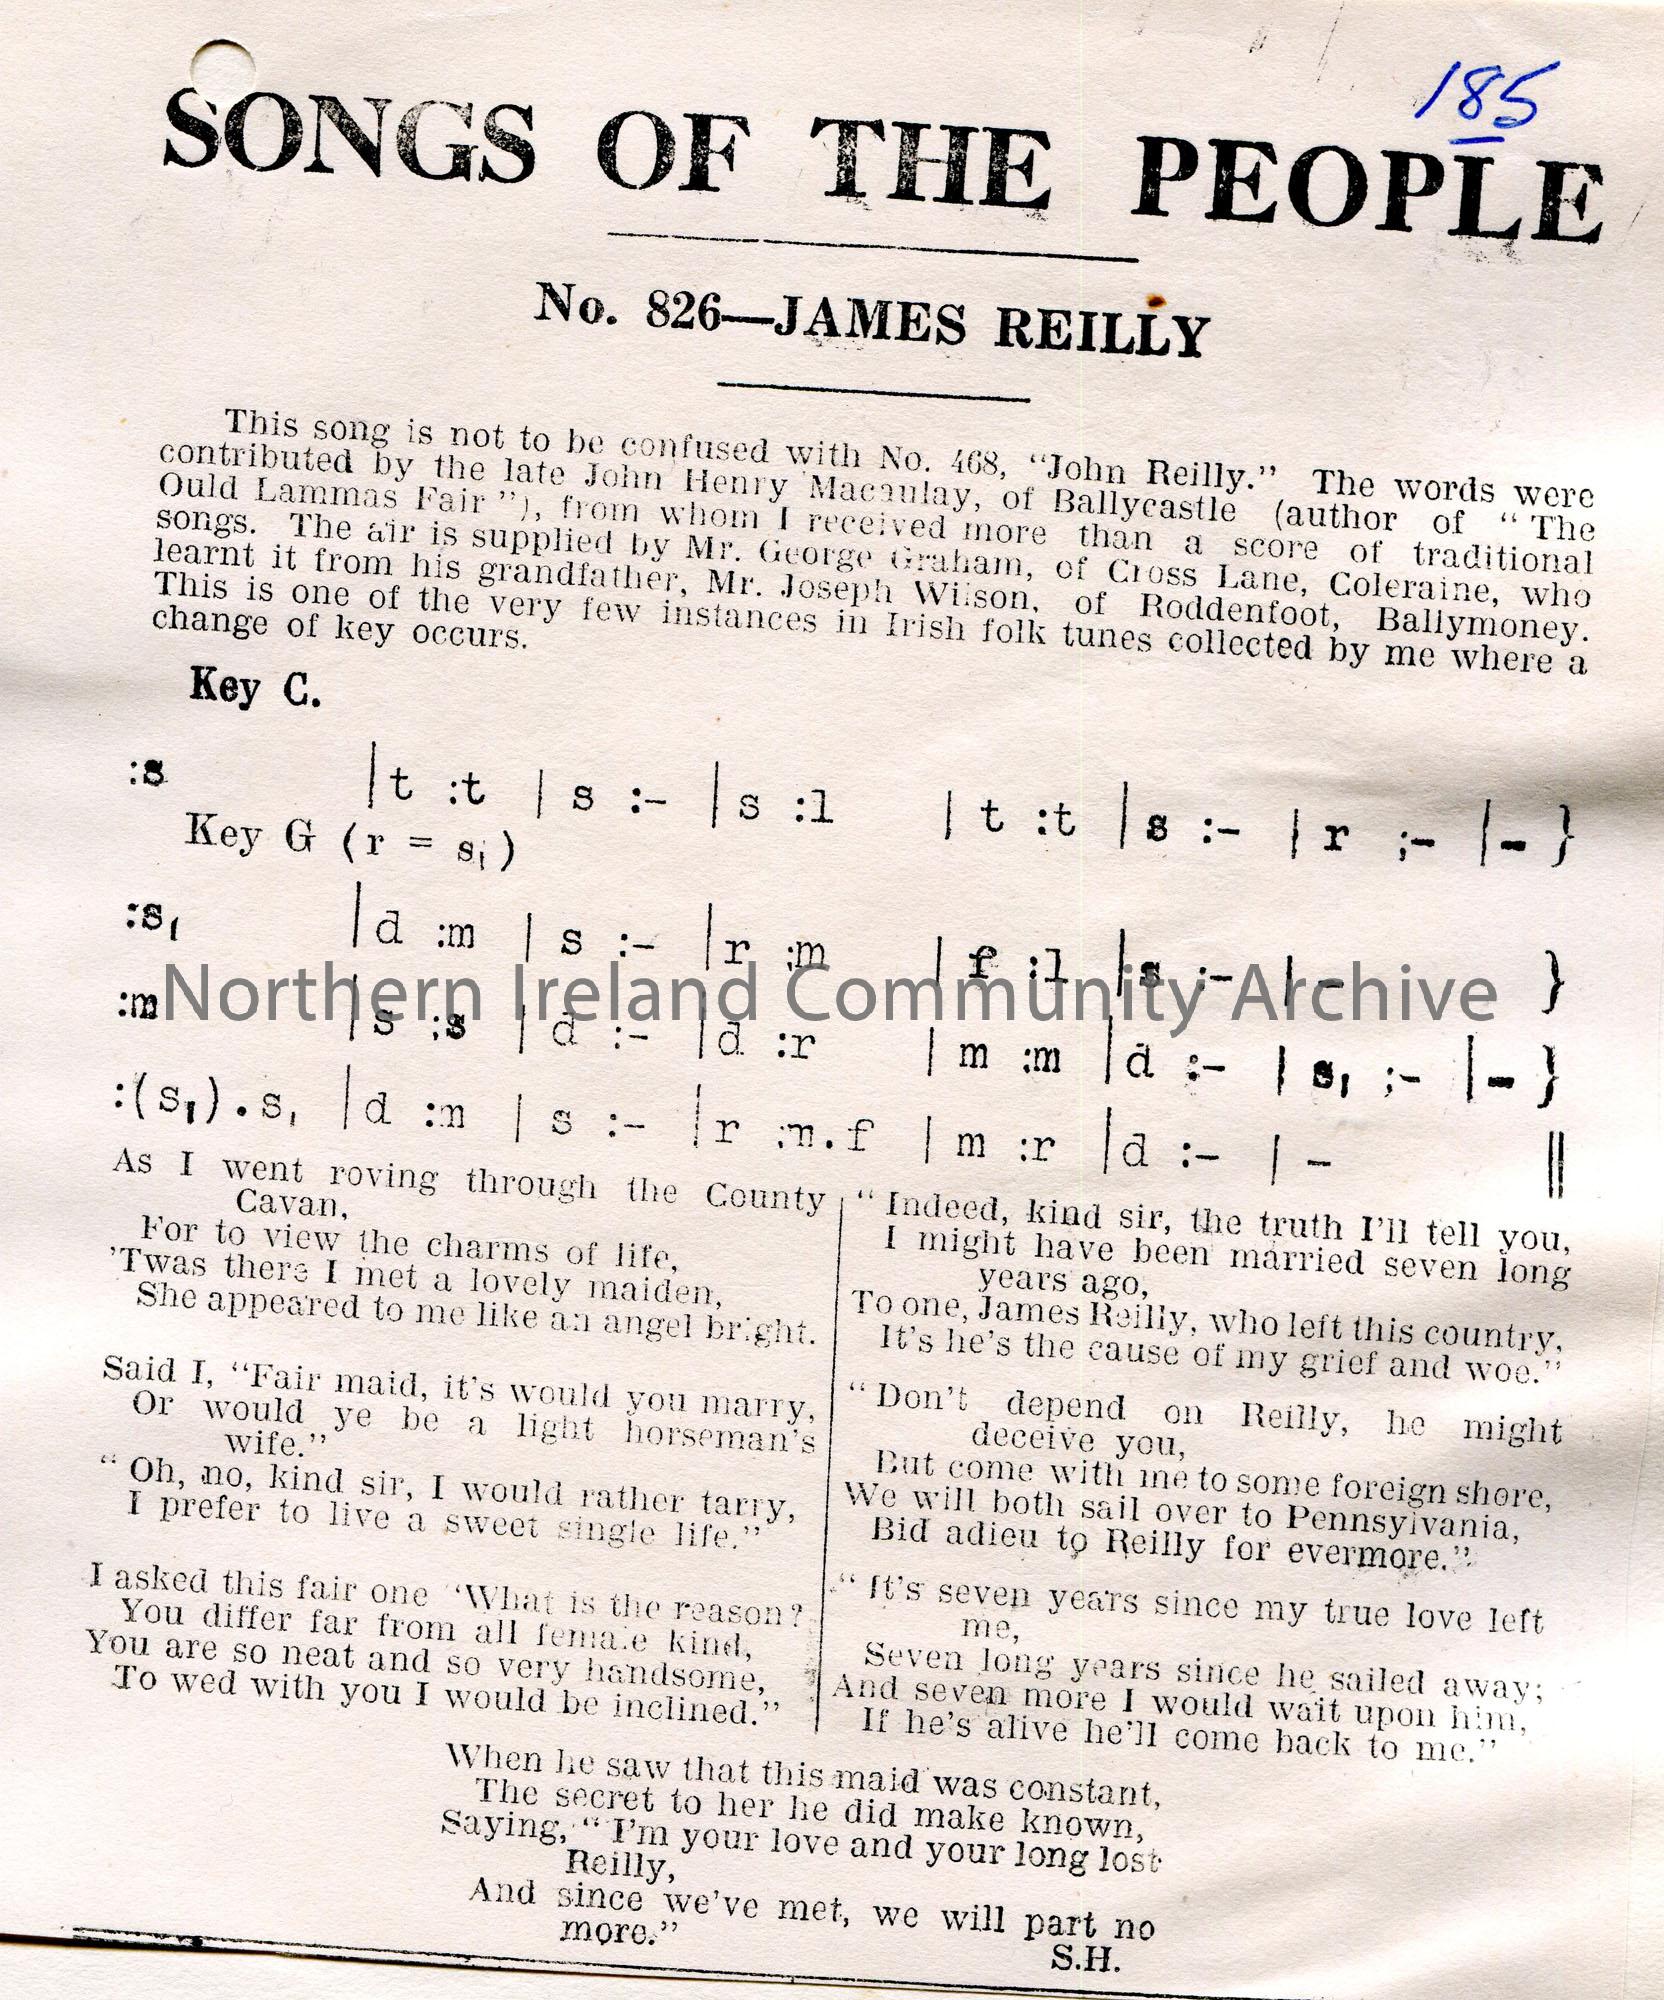 185
SONGS OF THE PEOPLE
No. 826—JAMES REILLY
This song is not to be confused with No. 468, "John Reilly." The words were
contributed by the late John Henry Macaulay, of Ballycastle (author of "The
Ould Lammas Fair"), from whom I received more than a score of traditional
songs. The air is supplied by Mr. George Graham, of Cross Lane, Coleraine, who
learnt it from his grandfather, Mr. Joseph Wilson, of Roddenfoot, Ballymoney.
This is one of the very few instances in Irish folk tunes collected by me where a
change of key occurs.
Key C.
:s |t :t |s :– |s :l |t :t |s :– |r ;– |– }
Key G (r = s₁)
:s₁ |d :m |s :– |r ;m |f :l |s :– |– }
:m |s :s |d :– |d :r |m :m |d :– |s₁ ;– |– }
:(s₁).s₁ |d :m |s :– |r :m.f |m :r |d :– |– ‖
As I went roving through the County
Cavan,
For to view the charms of life,
'Twas there I met a lovely maiden,
She appeared to me like an angel bright.
Said I, "Fair maid, it's would you marry,
Or would ye be a light horseman's
wife."
"Oh, no, kind sir, I would rather tarry,
I prefer to live a sweet single life."
I asked this fair one "What is the reason?
You differ far from all female kind,
You are so neat and so very handsome,
To wed with you I would be inclined."
"Indeed, kind sir, the truth I'll tell you,
I might have been married seven long
years ago,
To one, James Reilly, who left this country,
It's he's the cause of my grief and woe."
"Don't depend on Reilly, he might
deceive you,
But come with me to some foreign shore,
We will both sail over to Pennsylvania,
Bid adieu to Reilly for evermore."
"It's seven years since my true love left
me,
Seven long years since he sailed away;
And seven more I would wait upon him,
If he's alive he'll come back to me."
When he saw that this maid was constant,
The secret to her he did make known,
Saying, "I'm your love and your long lost
Reilly,
And since we've met, we will part no
more."
S.H.
Northern Ireland Community Archive